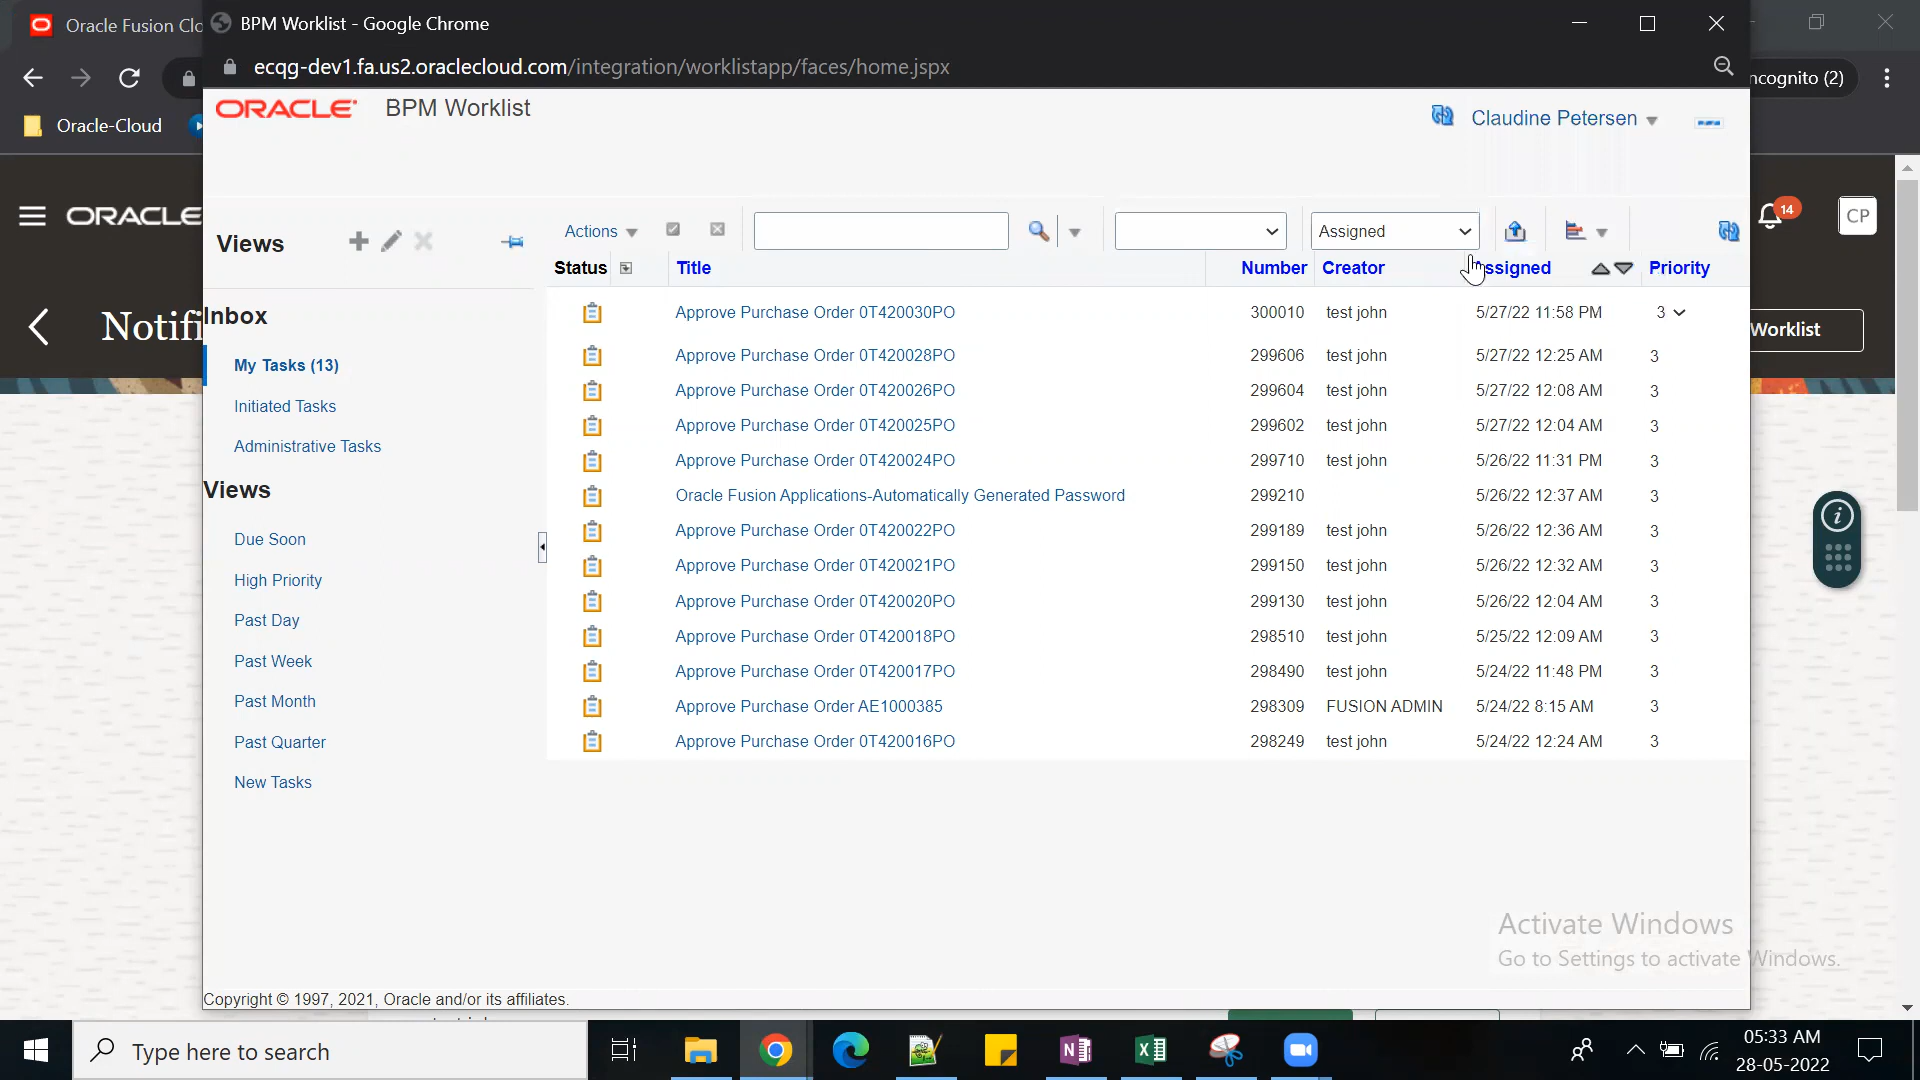 Oracle Fusion Clo
BPM Worklist - Google Chrome
ecqg-dev1.fa.us2.oraclecloud.com/integration/worklistapp/faces/home.jspx
ncognito (2)
Oracle-Cloud
ORACLE
BPM Worklist
Claudine Petersen
ORACLE
14
CP
Notifi
Worklist
Views
Actions
Assigned
Status Title Number Creator ssigned Priority
Inbox
My Tasks (13)
Initiated Tasks
Administrative Tasks
Views
Due Soon
High Priority
Past Day
Past Week
Past Month
Past Quarter
New Tasks
Approve Purchase Order 0T420030PO 300010 test john 5/27/22 11:58 PM 3
Approve Purchase Order 0T420028PO 299606 test john 5/27/22 12:25 AM 3
Approve Purchase Order 0T420026PO 299604 test john 5/27/22 12:08 AM 3
Approve Purchase Order 0T420025PO 299602 test john 5/27/22 12:04 AM 3
Approve Purchase Order 0T420024PO 299710 test john 5/26/22 11:31 PM 3
Oracle Fusion Applications-Automatically Generated Password 299210 5/26/22 12:37 AM 3
Approve Purchase Order 0T420022PO 299189 test john 5/26/22 12:36 AM 3
Approve Purchase Order 0T420021PO 299150 test john 5/26/22 12:32 AM 3
Approve Purchase Order 0T420020PO 299130 test john 5/26/22 12:04 AM 3
Approve Purchase Order 0T420018PO 298510 test john 5/25/22 12:09 AM 3
Approve Purchase Order 0T420017PO 298490 test john 5/24/22 11:48 PM 3
Approve Purchase Order AE1000385 298309 FUSION ADMIN 5/24/22 8:15 AM 3
Approve Purchase Order 0T420016PO 298249 test john 5/24/22 12:24 AM 3
Activate Windows
Go to Settings to activate Windows.
Copyright © 1997, 2021, Oracle and/or its affiliates.
Type here to search
05:33 AM
28-05-2022